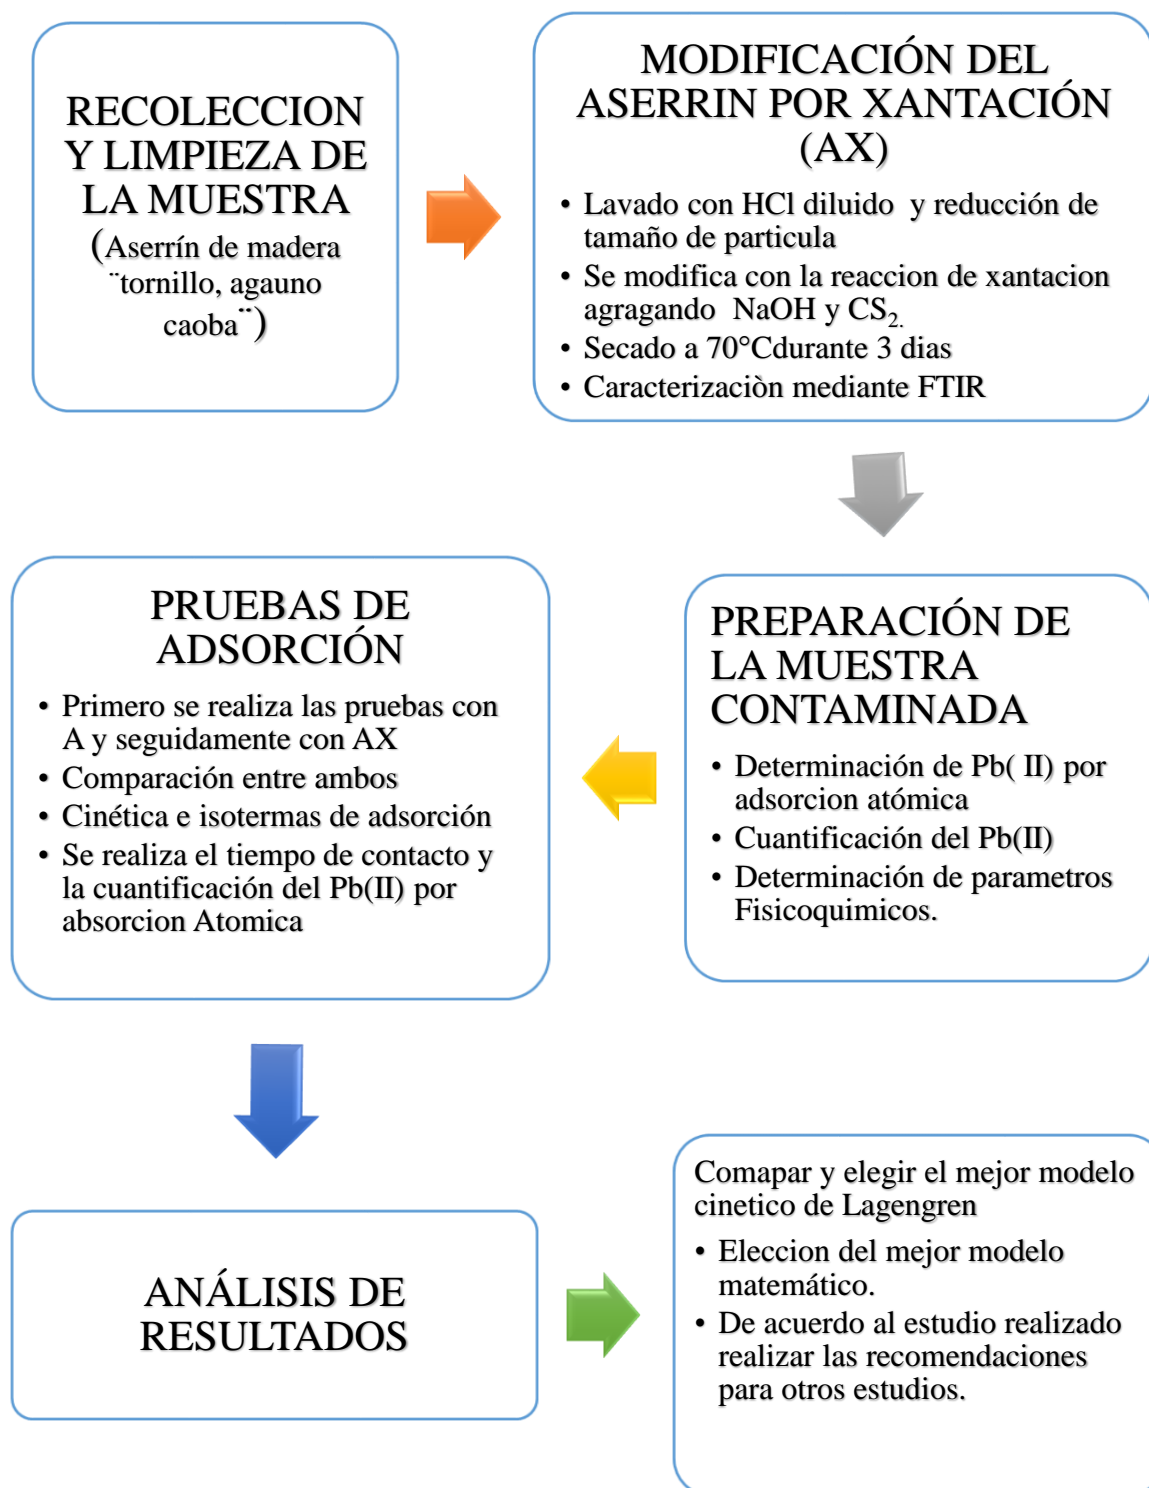 RECOLECCION
Y LIMPIEZA DE
LA MUESTRA
(Aserrín de madera
¨tornillo, agauno
caoba¨)
MODIFICACIÓN DEL
ASERRIN POR XANTACIÓN
(AX)
• Lavado con HCl diluido y reducción de
tamaño de particula
• Se modifica con la reaccion de xantacion
agragando NaOH y CS2.
• Secado a 70°Cdurante 3 dias
• Caracterizaciòn mediante FTIR
PREPARACIÓN DE
LA MUESTRA
CONTAMINADA
• Determinación de Pb( II) por
adsorcion atómica
• Cuantificación del Pb(II)
• Determinación de parametros
Fisicoquimicos.
PRUEBAS DE
ADSORCIÓN
• Primero se realiza las pruebas con
A y seguidamente con AX
• Comparación entre ambos
• Cinética e isotermas de adsorción
• Se realiza el tiempo de contacto y
la cuantificación del Pb(II) por
absorcion Atomica
ANÁLISIS DE
RESULTADOS
Comapar y elegir el mejor modelo
cinetico de Lagengren
• Eleccion del mejor modelo
matemático.
• De acuerdo al estudio realizado
realizar las recomendaciones
para otros estudios.